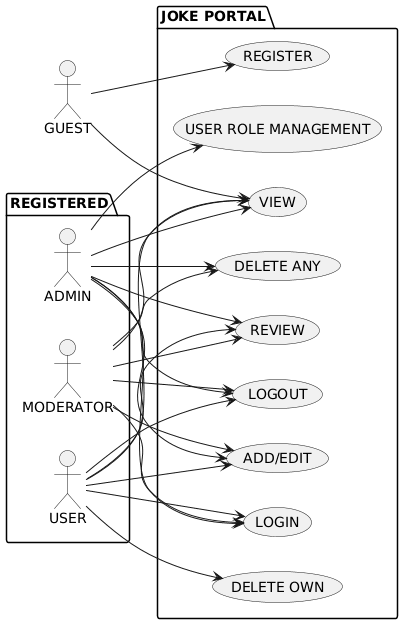 JOKE PORTAL
REGISTER
GUEST
USER ROLE MANAGEMENT
REGISTERED
VIEW
ADMIN
DELETE ANY
REVIEW
MODERATOR
LOGOUT
ADD/EDIT
USER
LOGIN
DELETE OWN